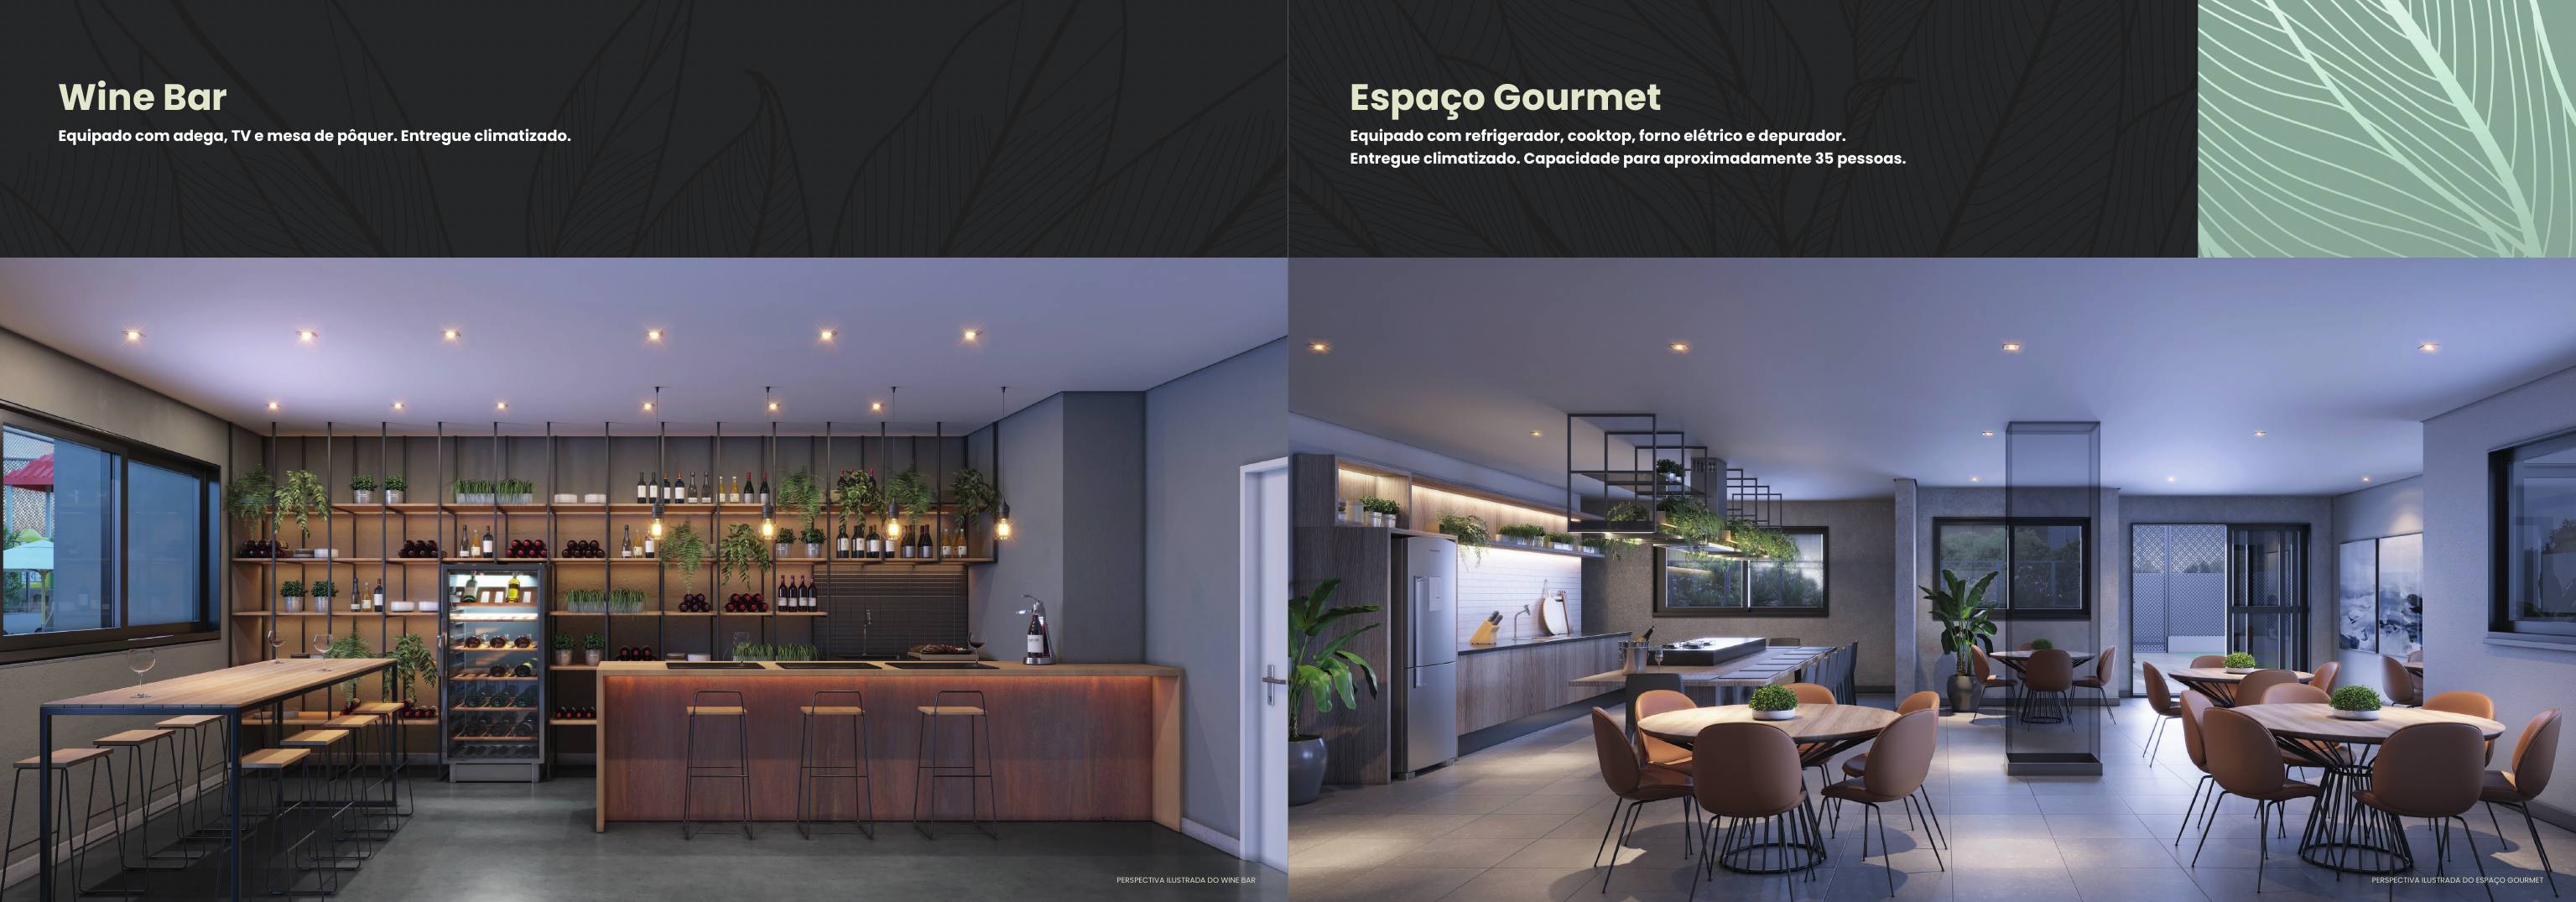 Wine Bar
Equipado com adega, TV e mesa de pôquer. Entregue climatizado.
PERSPECTIVA ILUSTRADA DO WINE BAR
Espaço Gourmet
Equipado com refrigerador, cooktop, forno elétrico e depurador.
Entregue climatizado. Capacidade para aproximadamente 35 pessoas.
PERSPECTIVA ILUSTRADA DO ESPAÇO GOURMET